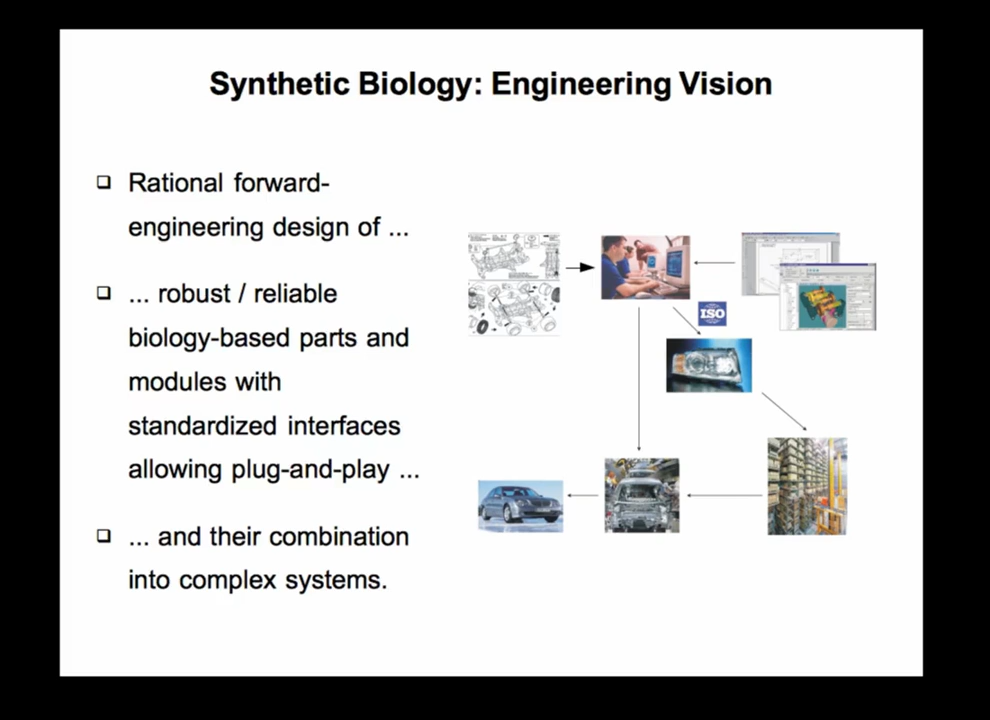 Synthetic Biology: Engineering Vision
Rational forward-
engineering design of ...
... robust / reliable
biology-based parts and
modules with
standardized interfaces
allowing plug-and-play ...
... and their combination
into complex systems.
ISO